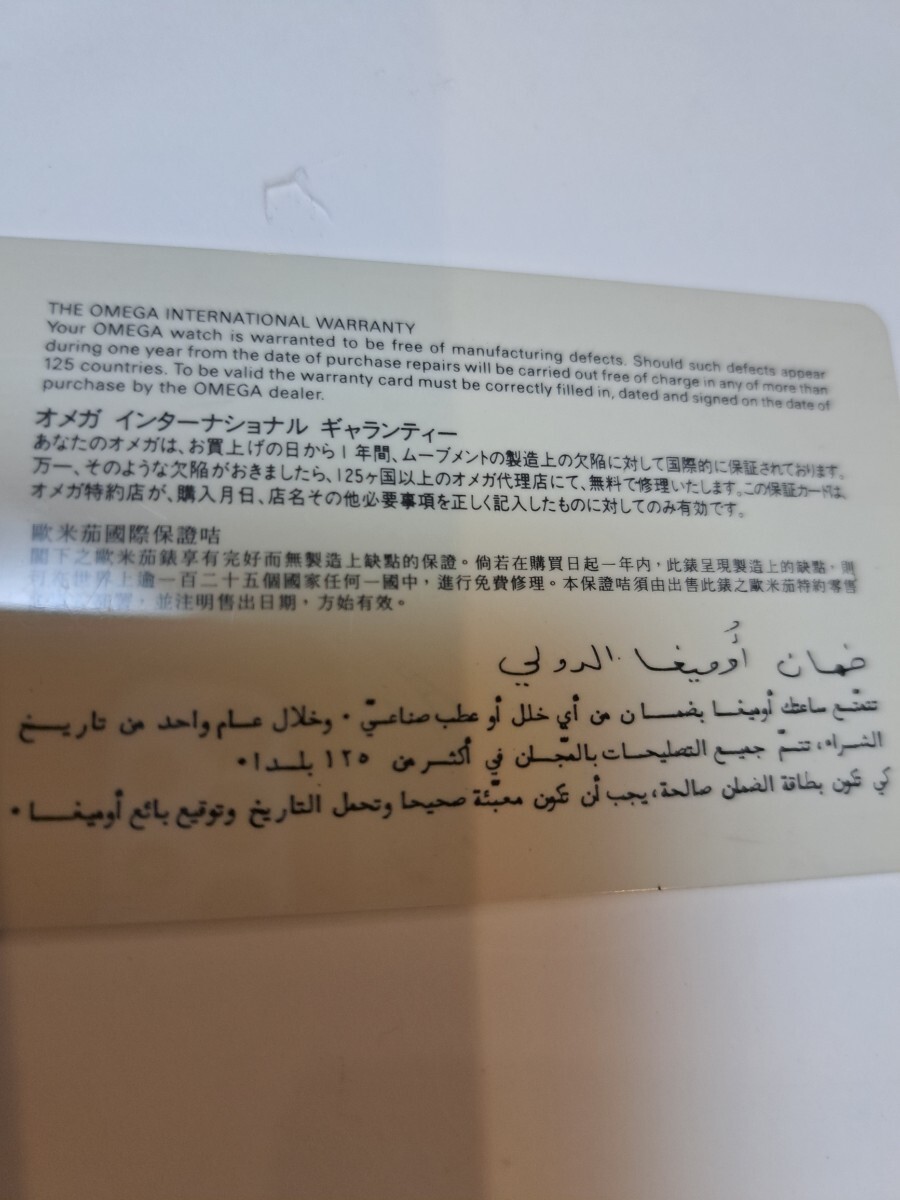 THE OMEGA INTERNATIONAL WARRANTY
Your OMEGA watch is warranted to be free of manufacturing defects. Should such defects appear
during one year from the date of purchase repairs will be carried out free of charge in any of more than
125 countries. To be valid the warranty card must be correctly filled in, dated and signed on the date of
purchase by the OMEGA dealer.
オメガ インターナショナル ギャランティー
あなたのオメガは、お買上げの日から1年間、ムーブメントの製造上の欠陥に対して国際的に保証されております。
万一、そのような欠陥がおきましたら、125ヶ国以上のオメガ代理店にて、無料で修理いたします。この保証カードは、
オメガ特約店が、購入月日、店名その他必要事項を正しく記入したものに対してのみ有効です。
歐米茄國際保證咭
閣下之歐米茄錶享有完好而無製造上缺點的保證。倘若在購買日起一年内，此錶呈現製造上的缺點，則
可在世界上逾一百二十五個國家任何一國中，進行免費修理。本保證咭須由出售此錶之歐米茄特約零售
，並注明售出日期，方始有效。
ضمان أوميغا الدولي
تتمتّع ساعتك أوميغا بضمان من أي خلل أو عطب صناعيّ. وخلال عام واحد من تاريخ
الشراء، تتمّ جميع التصليحات بالمجّان في أكثر من ١٢٥ بلدا.
كي تكون بطاقة الضمان صالحة، يجب أن تكون معبّئة صحيحا وتحمل التاريخ وتوقيع بائع أوميغا.